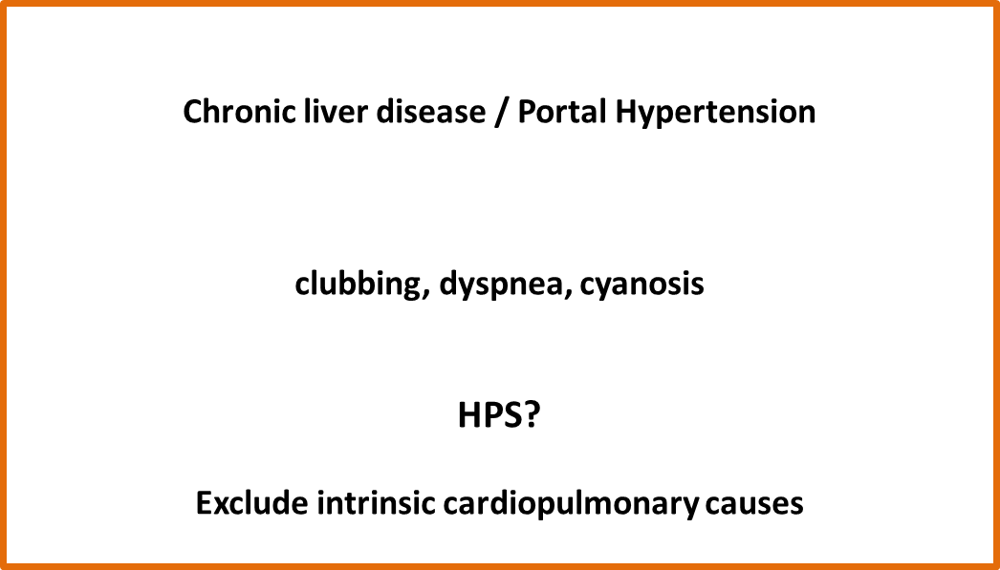 Chronic liver disease / Portal Hypertension
clubbing, dyspnea, cyanosis
HPS?
Exclude intrinsic cardiopulmonary causes